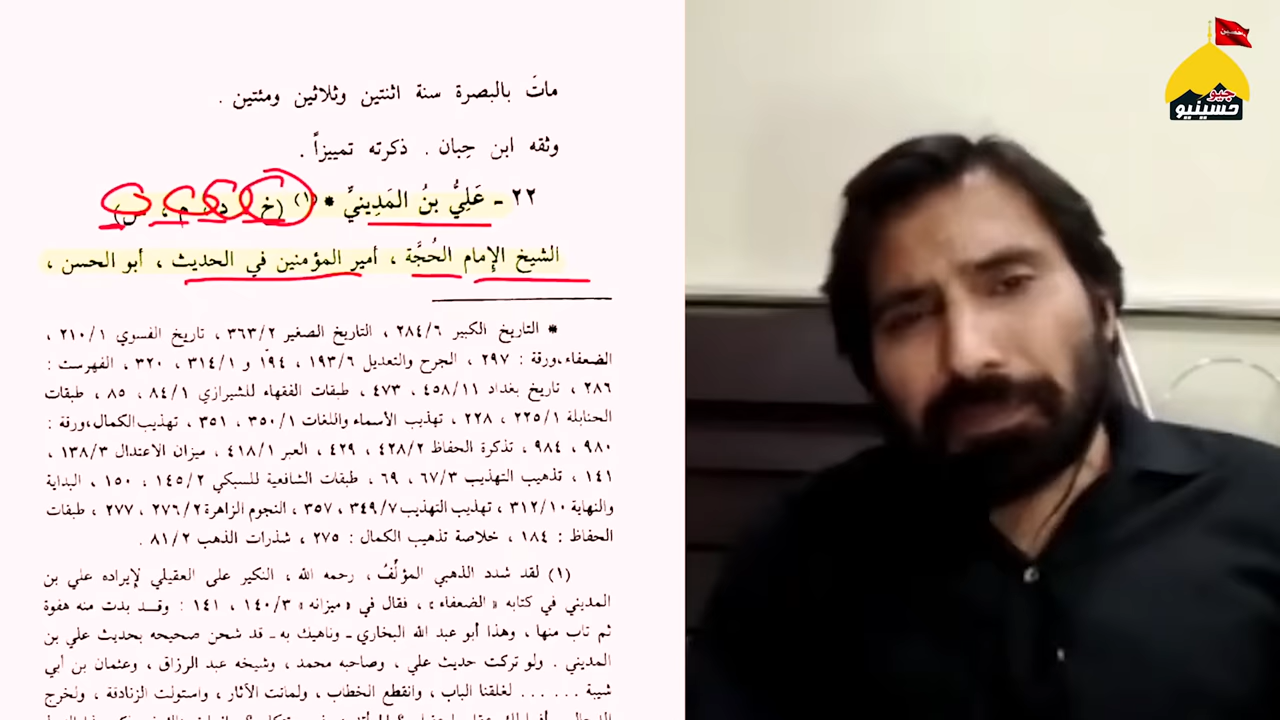 ماتَ بالبصرة سنة اثنتين وثلاثين ومئتين .
وثقه ابن حِبان . ذكرته تمييزاً .
٢٢ - عَلِيُّ بنُ المَدِينيِّ * (١) (خ ، د ، س)
الشيخ الإِمام الحُجَّة ، أمير المؤمنين في الحديث ، أبو الحسن ،
* التاريخ الكبير ٢٨٤/٦ ، التاريخ الصغير ٣٦٣/٢ ، تاريخ الفسوي ٢١٠/١ ،
الضعفاء،ورقة : ٢٩٧ ، الجرح والتعديل ١٩٣/٦ ، ١٩٤ و ٣١٤/١ ، ٣٢٠ ، الفهرست :
٢٨٦ ، تاريخ بغداد ٤٥٨/١١ ، ٤٧٣ ، طبقات الفقهاء للشيرازي ٨٤/١ ، ٨٥ ، طبقات
الحنابلة ٢٢٥/١ ، ٢٢٨ ، تهذيب الأسماء واللغات ٣٥٠/١ ، ٣٥١ ، تهذيب الكمال،ورقة :
٩٨٠ ، ٩٨٤ ، تذكرة الحفاظ ٤٢٨/٢ ، ٤٢٩ ، العبر ٤١٨/١ ، ميزان الاعتدال ١٣٨/٣ ،
١٤١ ، تذهيب التهذيب ٦٧/٣ ، ٦٩ ، طبقات الشافعية للسبكي ١٤٥/٢ ، ١٥٠ ، البداية
والنهاية ٣١٢/١٠ ، تهذيب التهذيب ٣٤٩/٧ ، ٣٥٧ ، النجوم الزاهرة ٢٧٦/٢ ، ٢٧٧ ، طبقات
الحفاظ : ١٨٤ ، خلاصة تذهيب الكمال : ٢٧٥ ، شذرات الذهب ٨١/٢ .
(١) لقد شدد الذهبي المؤلِّفُ ، رحمه الله ، النكير على العقيلي لإِيراده علي بن
المديني في كتابه « الضعفاء » ، فقال في « ميزانه » ١٤٠/٣ ، ١٤١ : وقد بدت منه هفوة
ثم تاب منها ، وهذا أبو عبد الله البخاري - وناهيك به - قد شحن صحيحه بحديث علي بن
المديني . ولو تركت حديث علي ، وصاحبه محمد ، وشيخه عبد الرزاق ، وعثمان بن أبي
شيبة ...... لغلقنا الباب ، وانقطع الخطاب ، ولماتت الآثار ، واستولت الزنادقة ، ولخرج
جيو
حسينيو